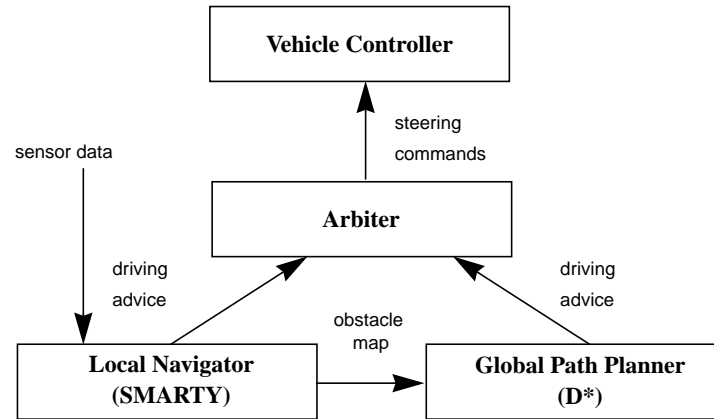 Vehicle Controller
steering
commands
sensor data
Arbiter
driving
advice
driving
advice
obstacle
map
Local Navigator
(SMARTY)
Global Path Planner
(D*)